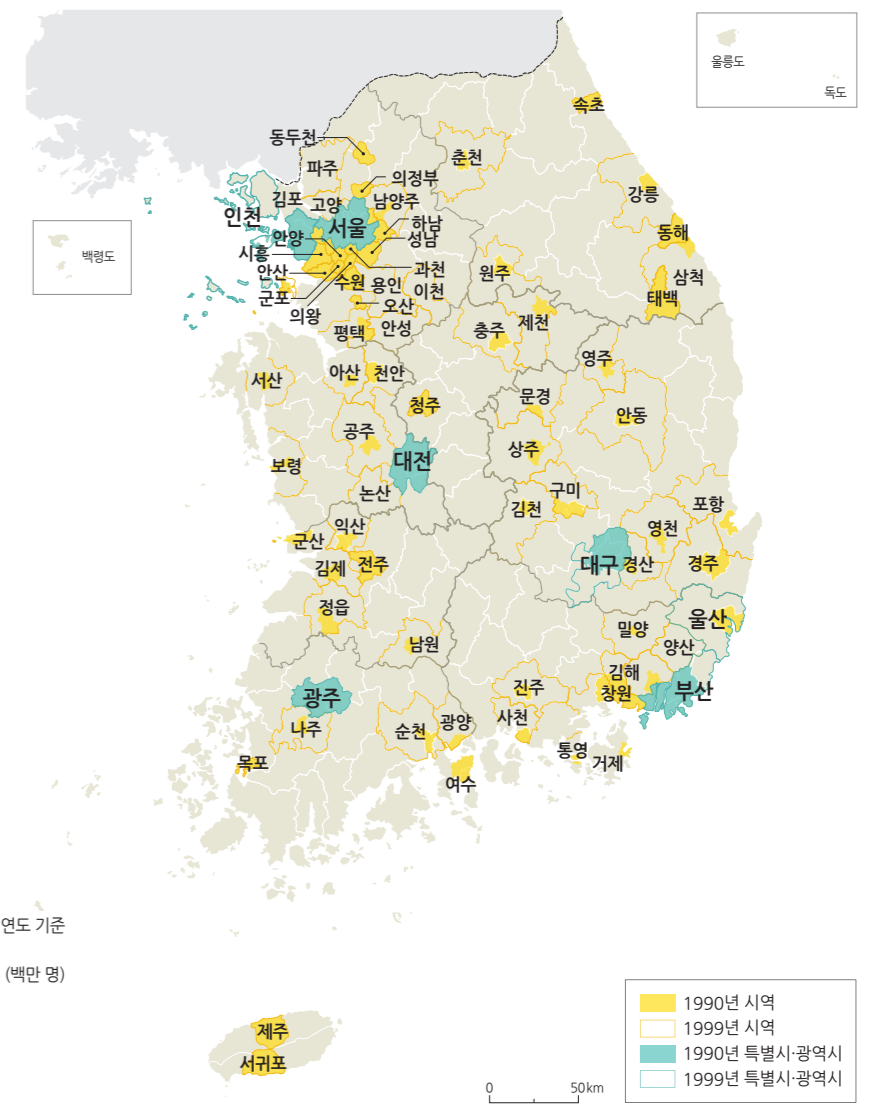 울릉도
독도
속초
동두천
춘천
파주
의정부
강릉
김포
고양
남양주
인천
서울
하남
동해
안양
성남
백령도
시흥
안산
과천
원주
삼척
수원
용인
이천
태백
군포
오산
의왕
제천
평택
안성
충주
영주
서산
아산
천안
문경
청주
안동
공주
상주
대전
보령
논산
구미
김천
포항
익산
영천
군산
김제
전주
대구
경산
경주
정읍
울산
밀양
남원
양산
김해
진주
창원
부산
광주
사천
나주
순천
광양
통영
거제
목포
여수
연도 기준
(백만 명)
제주
서귀포
0 50km
1990년 시역
1999년 시역
1990년 특별시·광역시
1999년 특별시·광역시